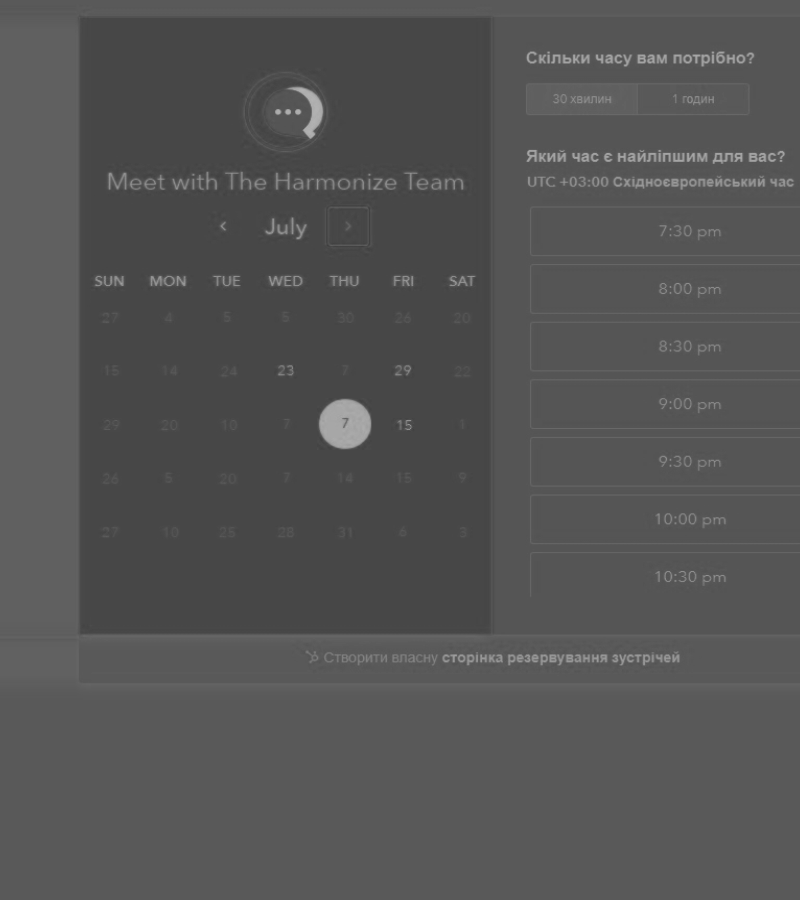 Meet with The Harmonize Team
July
SUN MON TUE WED THU FRI SAT
27 4 5 5 30 26 20
15 14 24 23 7 29 22
29 20 10 7 7 15 1
26 5 20 7 14 15 9
27 10 25 28 31 6 3
Скільки часу вам потрібно?
30 хвилин 1 годин
Який час є найліпшим для вас?
UTC +03:00 Східноєвропейський час
7:30 pm
8:00 pm
8:30 pm
9:00 pm
9:30 pm
10:00 pm
10:30 pm
Створити власну сторінка резервування зустрічей